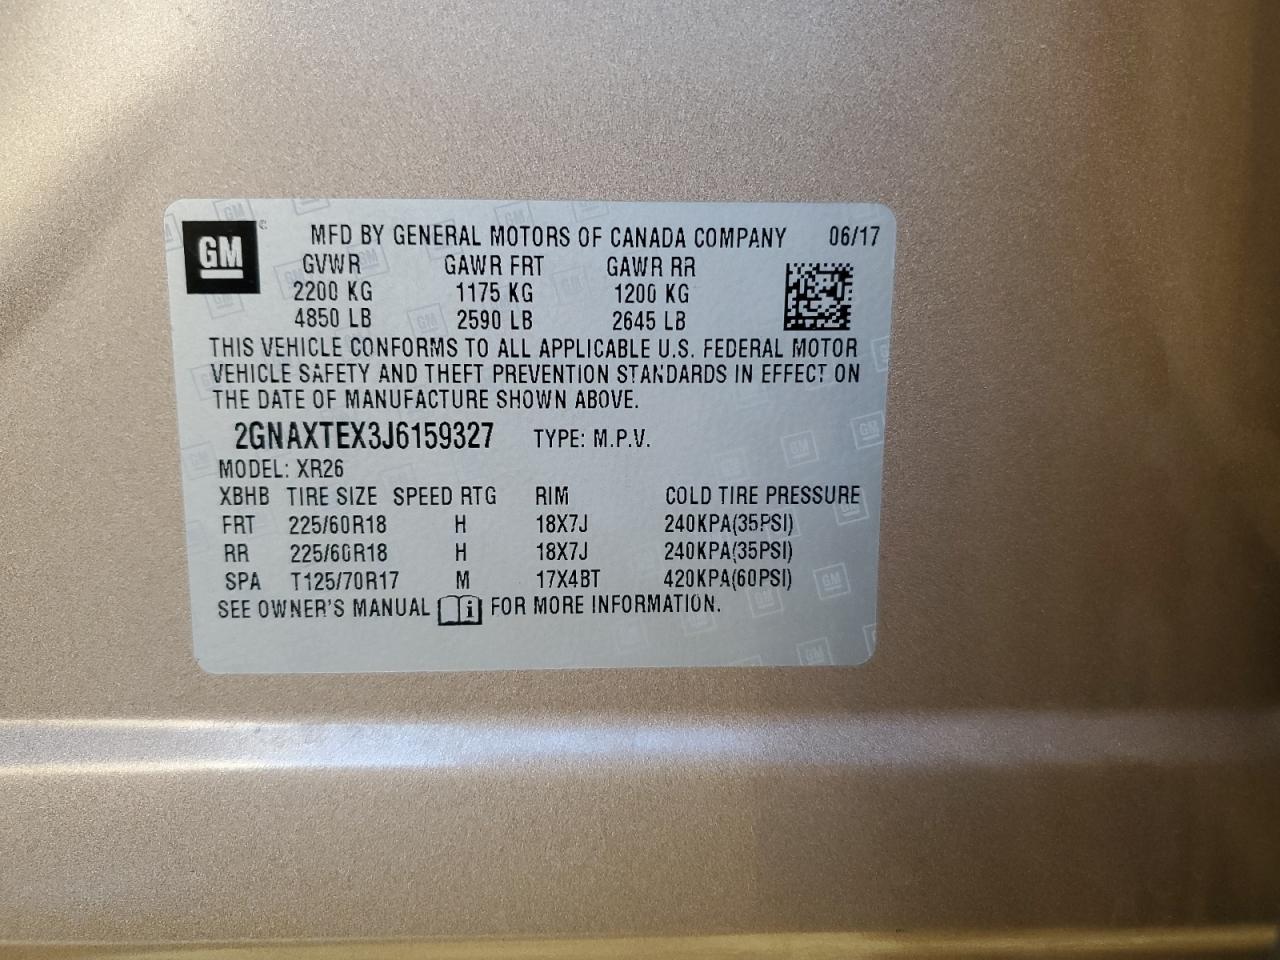 GM
MFD BY GENERAL MOTORS OF CANADA COMPANY 06/17
GVWR GAWR FRT GAWR RR
2200 KG 1175 KG 1200 KG
4850 LB 2590 LB 2645 LB
THIS VEHICLE CONFORMS TO ALL APPLICABLE U.S. FEDERAL MOTOR
VEHICLE SAFETY AND THEFT PREVENTION STANDARDS IN EFFECT ON
THE DATE OF MANUFACTURE SHOWN ABOVE.
2GNAXTEX3J6159327 TYPE: M.P.V.
MODEL: XR26
XBHB TIRE SIZE SPEED RTG RIM COLD TIRE PRESSURE
FRT 225/60R18 H 18X7J 240KPA(35PSI)
RR 225/60R18 H 18X7J 240KPA(35PSI)
SPA T125/70R17 M 17X4BT 420KPA(60PSI)
SEE OWNER'S MANUAL i FOR MORE INFORMATION.